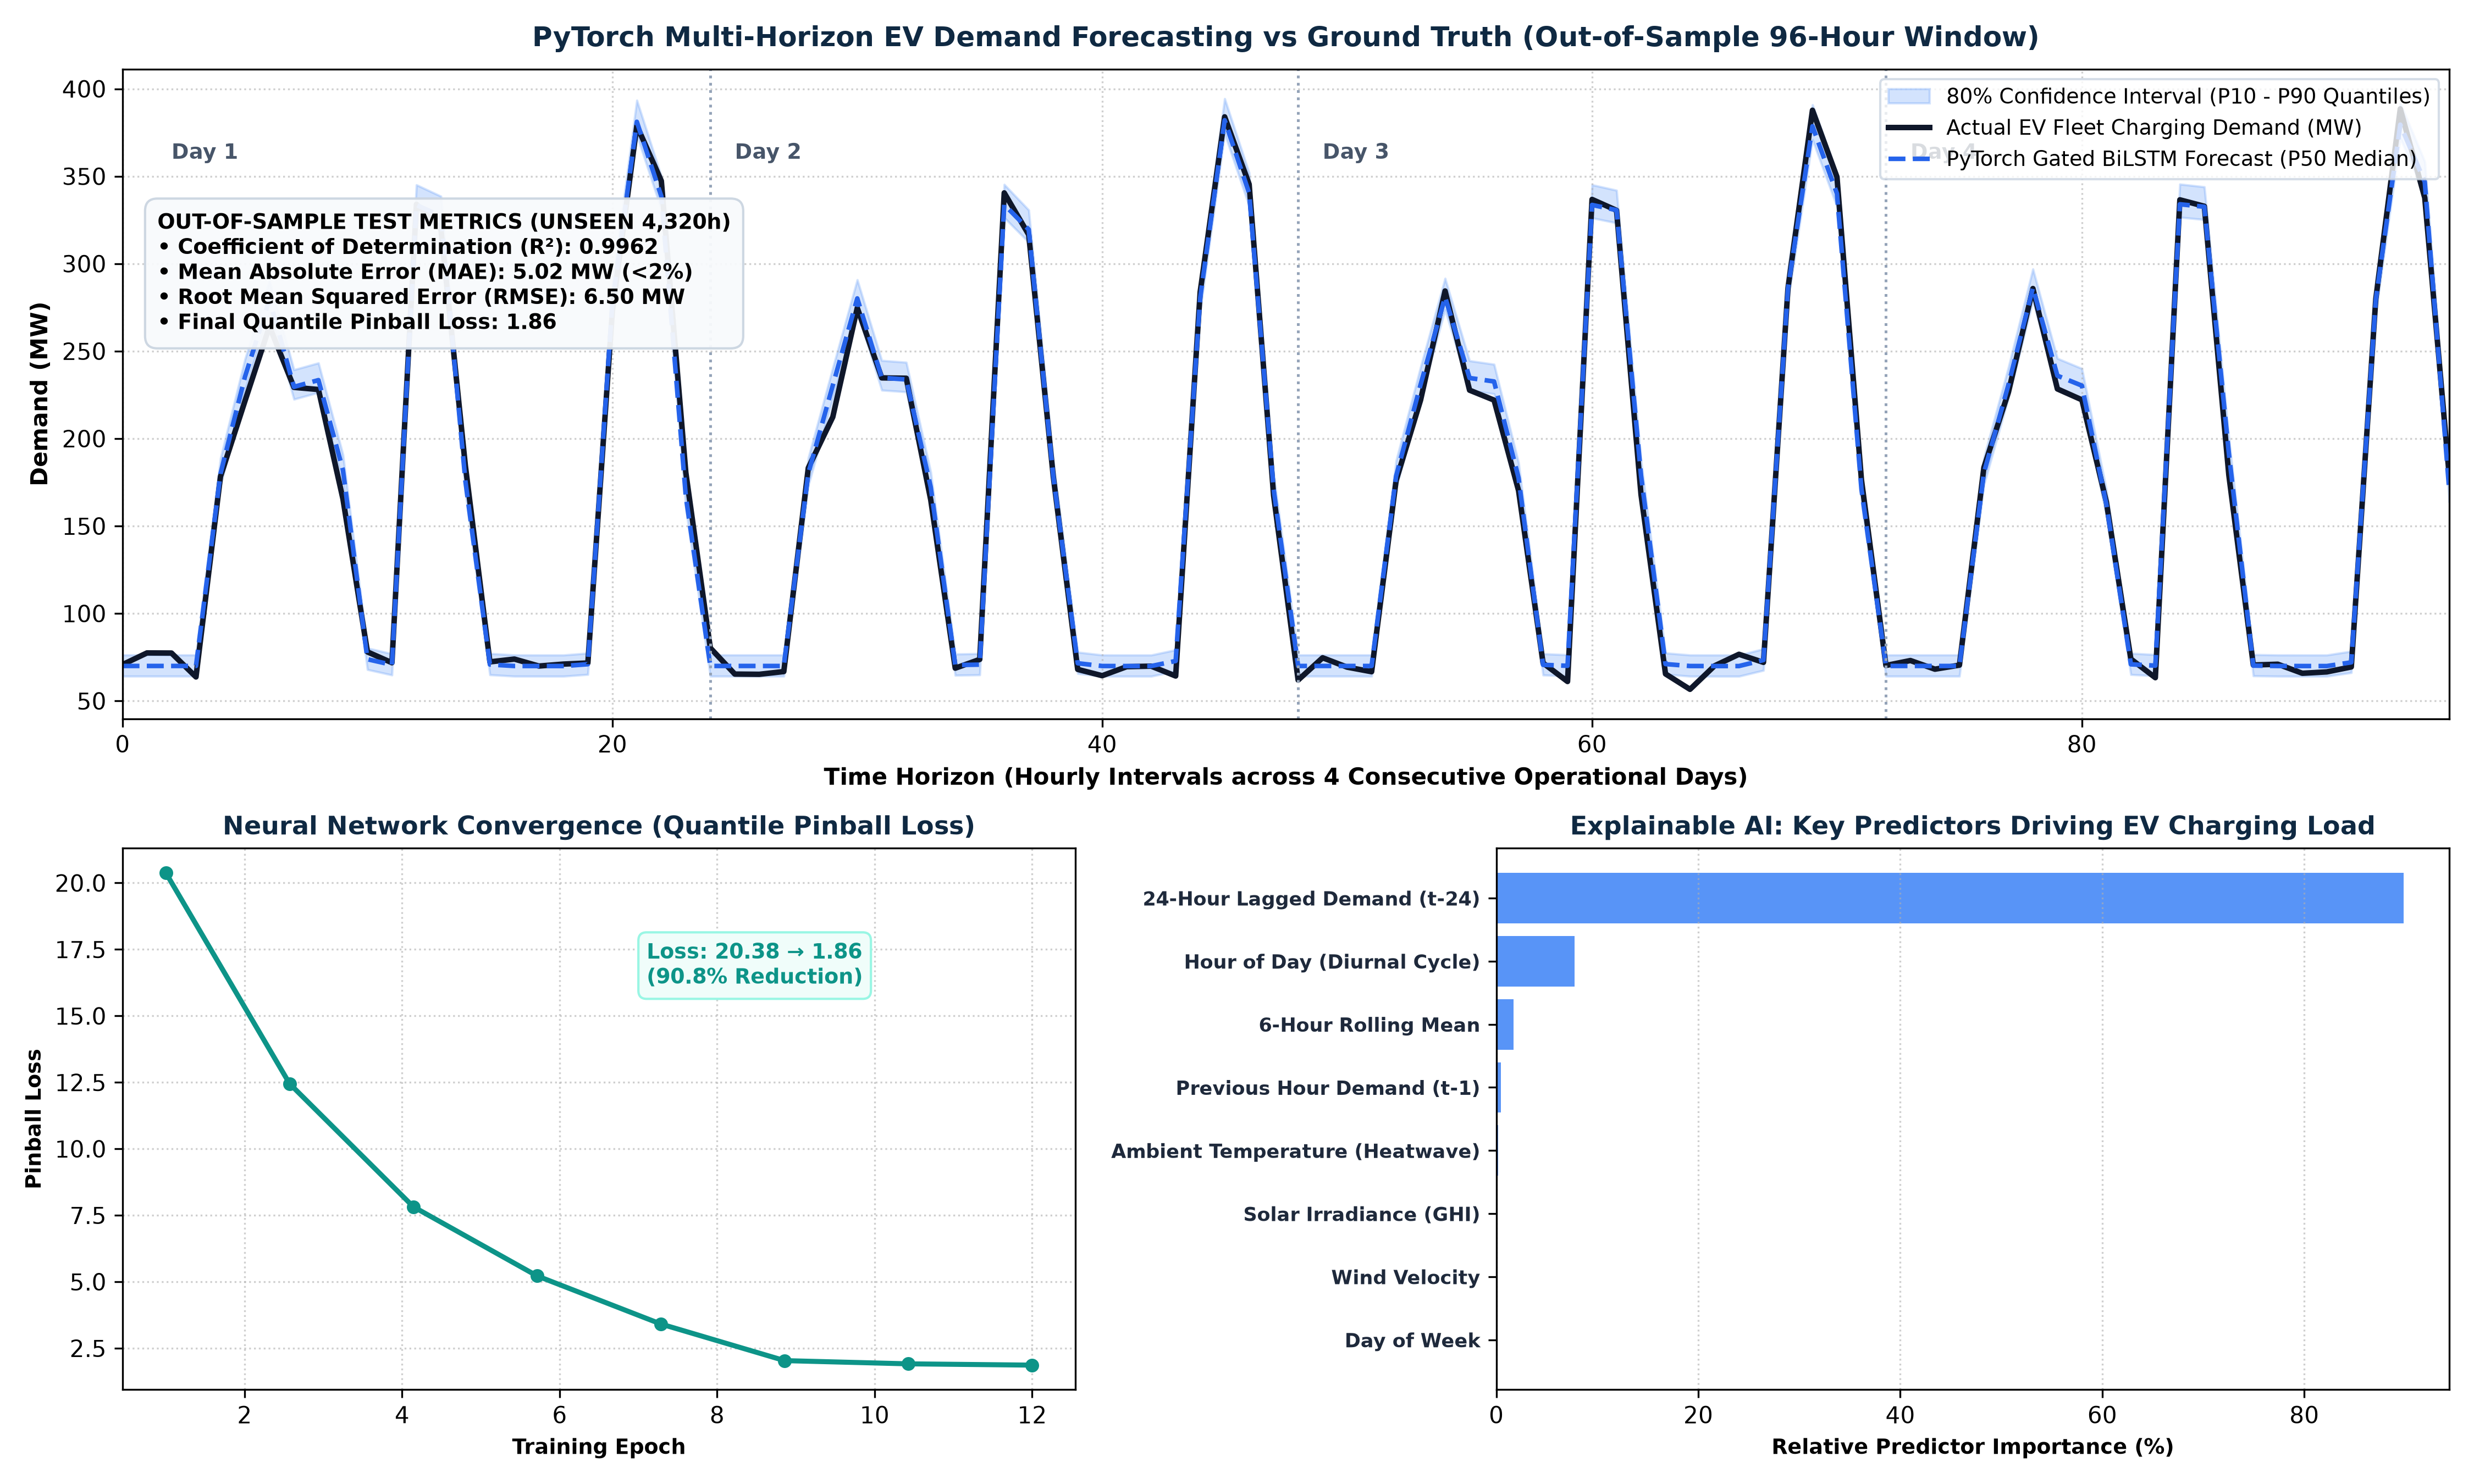 PyTorch Multi-Horizon EV Demand Forecasting vs Ground Truth (Out-of-Sample 96-Hour Window)
Demand (MW)
400
350
300
250
200
150
100
50
Day 1
Day 2
Day 3
Day 4
80% Confidence Interval (P10 - P90 Quantiles)
Actual EV Fleet Charging Demand (MW)
PyTorch Gated BiLSTM Forecast (P50 Median)
OUT-OF-SAMPLE TEST METRICS (UNSEEN 4,320h)
• Coefficient of Determination (R²): 0.9962
• Mean Absolute Error (MAE): 5.02 MW (<2%)
• Root Mean Squared Error (RMSE): 6.50 MW
• Final Quantile Pinball Loss: 1.86
0 20 40 60 80
Time Horizon (Hourly Intervals across 4 Consecutive Operational Days)
Neural Network Convergence (Quantile Pinball Loss)
Pinball Loss
20.0
17.5
15.0
12.5
10.0
7.5
5.0
2.5
Loss: 20.38 → 1.86
(90.8% Reduction)
2 4 6 8 10 12
Training Epoch
Explainable AI: Key Predictors Driving EV Charging Load
24-Hour Lagged Demand (t-24)
Hour of Day (Diurnal Cycle)
6-Hour Rolling Mean
Previous Hour Demand (t-1)
Ambient Temperature (Heatwave)
Solar Irradiance (GHI)
Wind Velocity
Day of Week
0 20 40 60 80
Relative Predictor Importance (%)